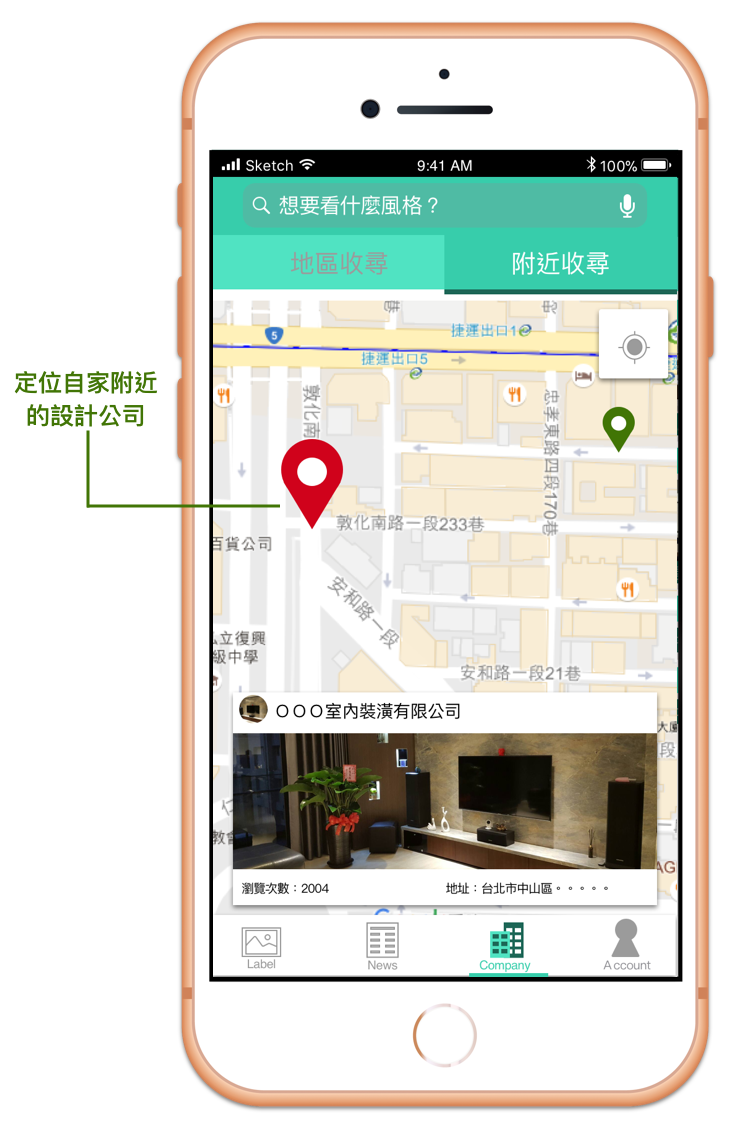 Sketch
9:41 AM
100%
想要看什麼風格？
地區收尋
附近收尋
5
捷運出口1
捷運出口5
定位自家附近
的設計公司
敦化南
忠孝東路四段170巷
敦化南路一段233巷
百貨公司
安和路一段
私立復興
級中學
安和路一段21巷
大廈
段
教會
ＯＯＯ室內裝潢有限公司
瀏覽次數：2004
地址：台北市中山區。。。。。
Label
News
Company
Account